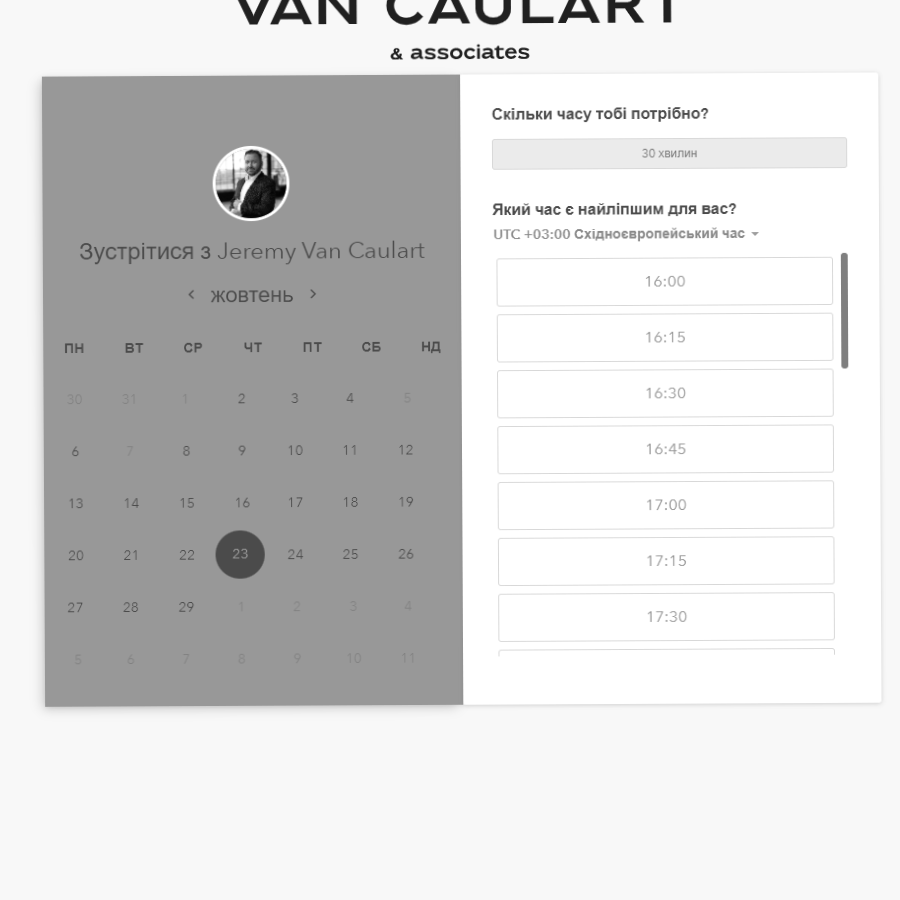 VAN CAULART
& associates
Зустрітися з Jeremy Van Caulart
жовтень
ПН ВТ СР ЧТ ПТ СБ НД
30 31 1 2 3 4 5
6 7 8 9 10 11 12
13 14 15 16 17 18 19
20 21 22 23 24 25 26
27 28 29 1 2 3 4
5 6 7 8 9 10 11
Скільки часу тобі потрібно?
30 хвилин
Який час є найліпшим для вас?
UTC +03:00 Східноєвропейський час
16:00
16:15
16:30
16:45
17:00
17:15
17:30